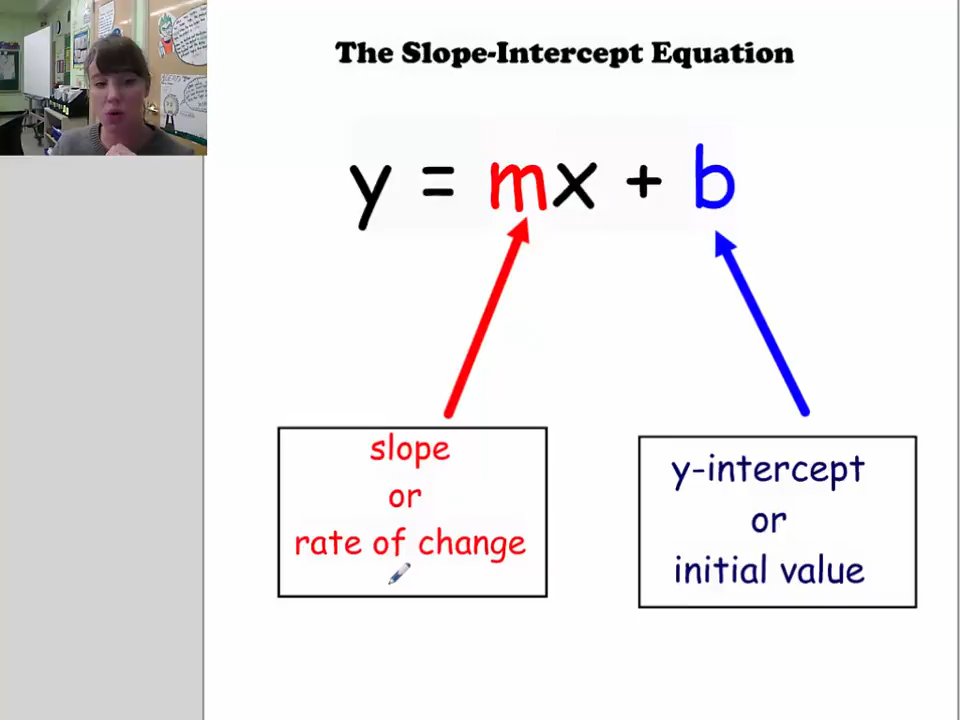 The Slope-Intercept Equation
y = mx + b
slope
or
rate of change
y-intercept
or
initial value